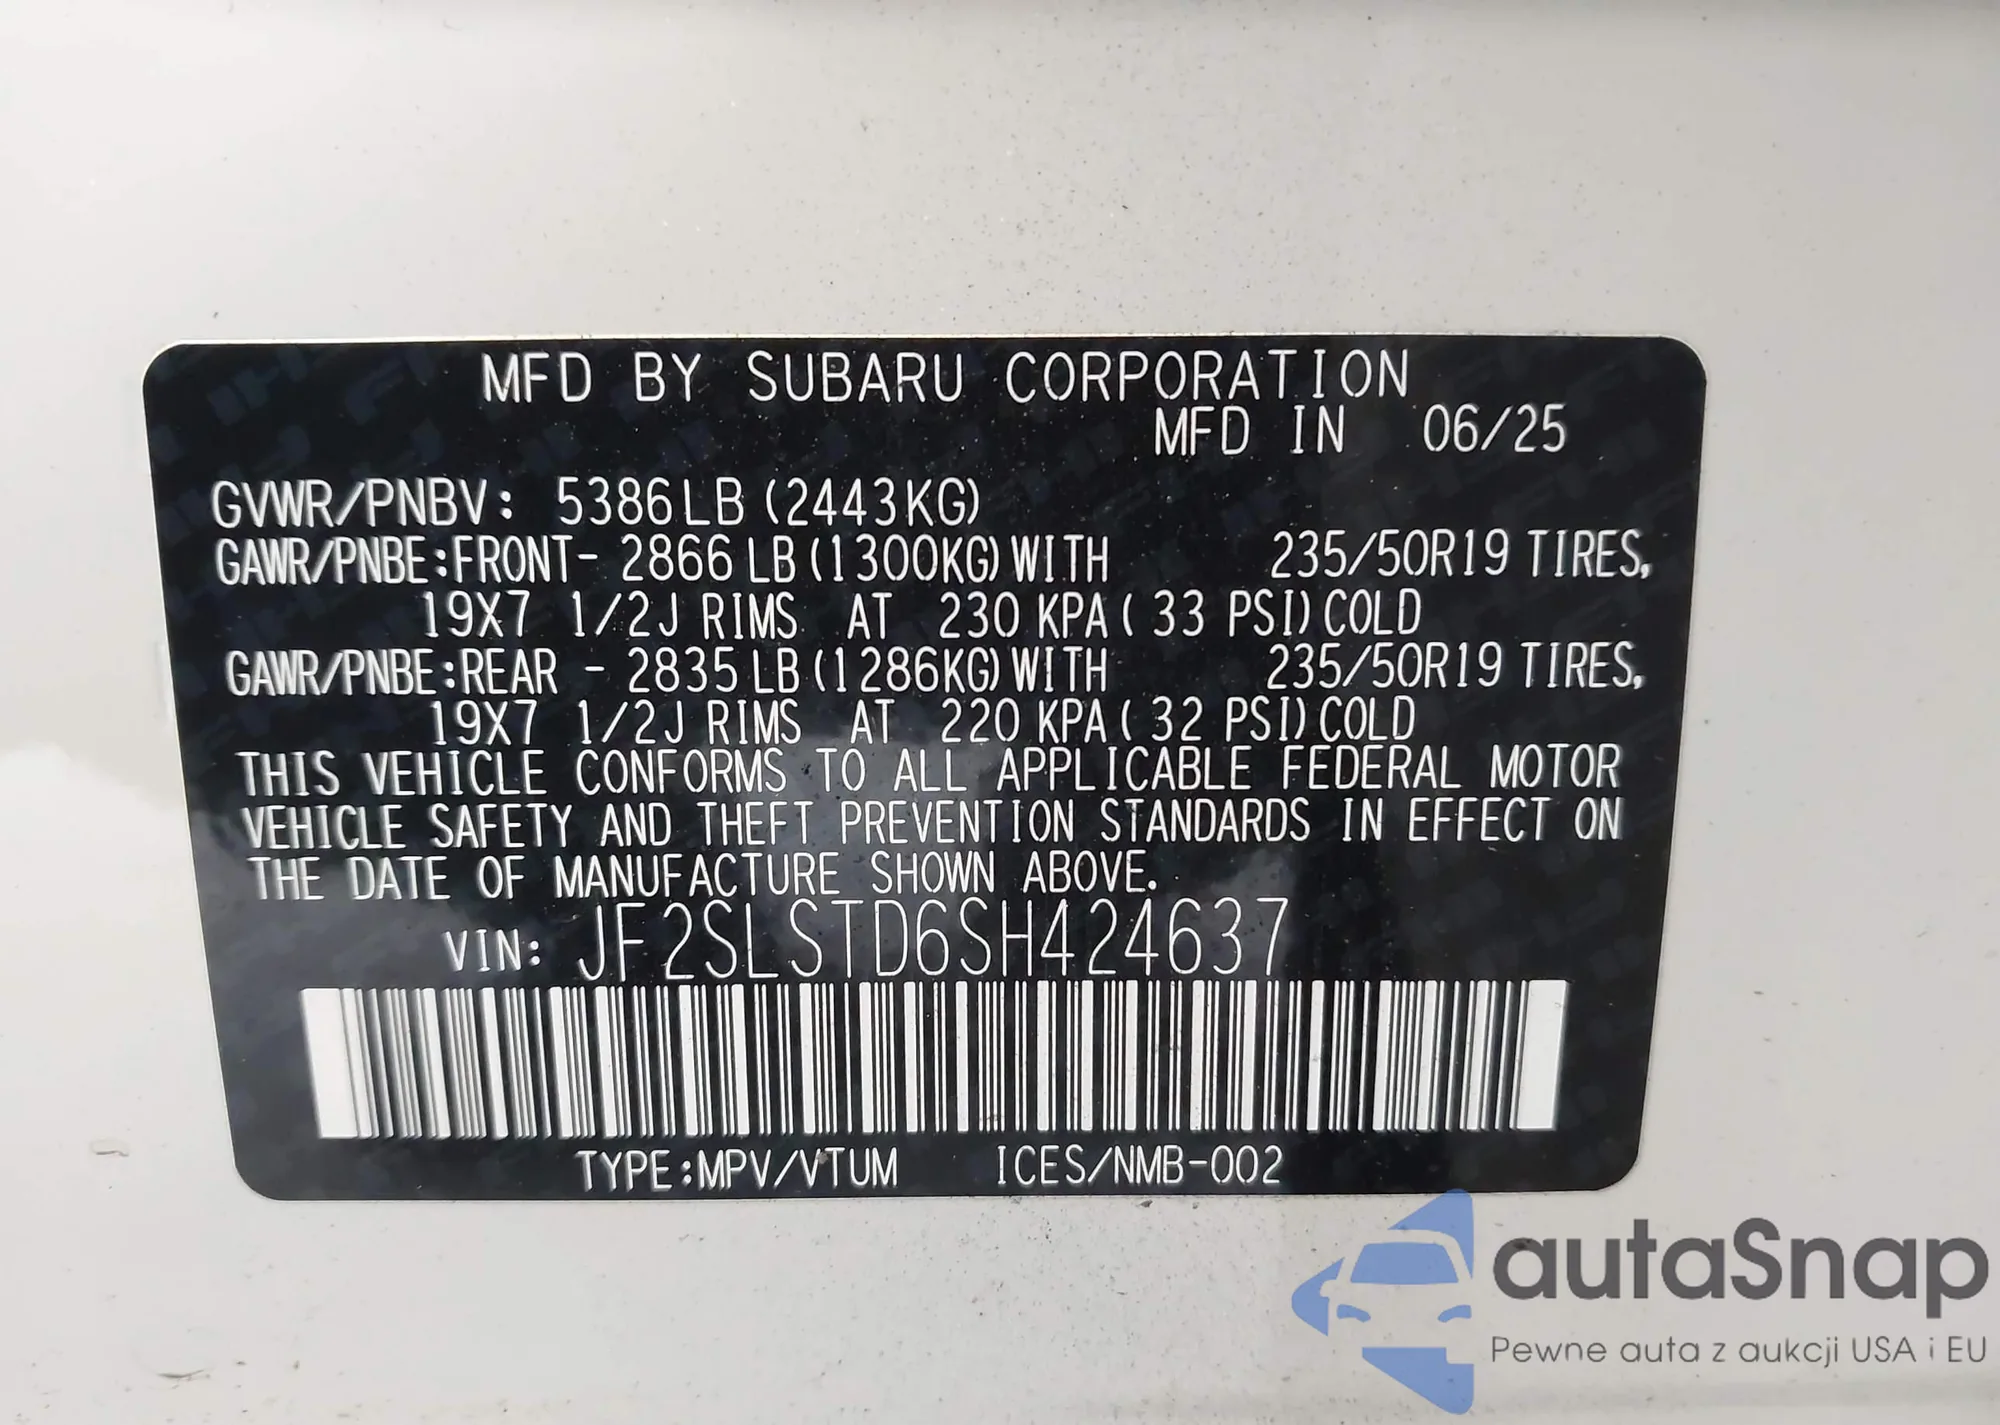 MFD BY SUBARU CORPORATION
MFD IN 06/25
GVWR/PNBV: 5386LB (2443KG)
GAWR/PNBE:FRONT- 2866 LB (1300KG) WITH 235/50R19 TIRES,
19X7 1/2J RIMS AT 230 KPA ( 33 PSI) COLD
GAWR/PNBE:REAR - 2835 LB (1286KG) WITH 235/50R19 TIRES,
19X7 1/2J RIMS AT 220 KPA ( 32 PSI) COLD
THIS VEHICLE CONFORMS TO ALL APPLICABLE FEDERAL MOTOR
VEHICLE SAFETY AND THEFT PREVENTION STANDARDS IN EFFECT ON
THE DATE OF MANUFACTURE SHOWN ABOVE.
VIN: JF2SLSTD6SH424637
TYPE:MPV/VTUM ICES/NMB-002
autaSnap
Pewne auta z aukcji USA i EU